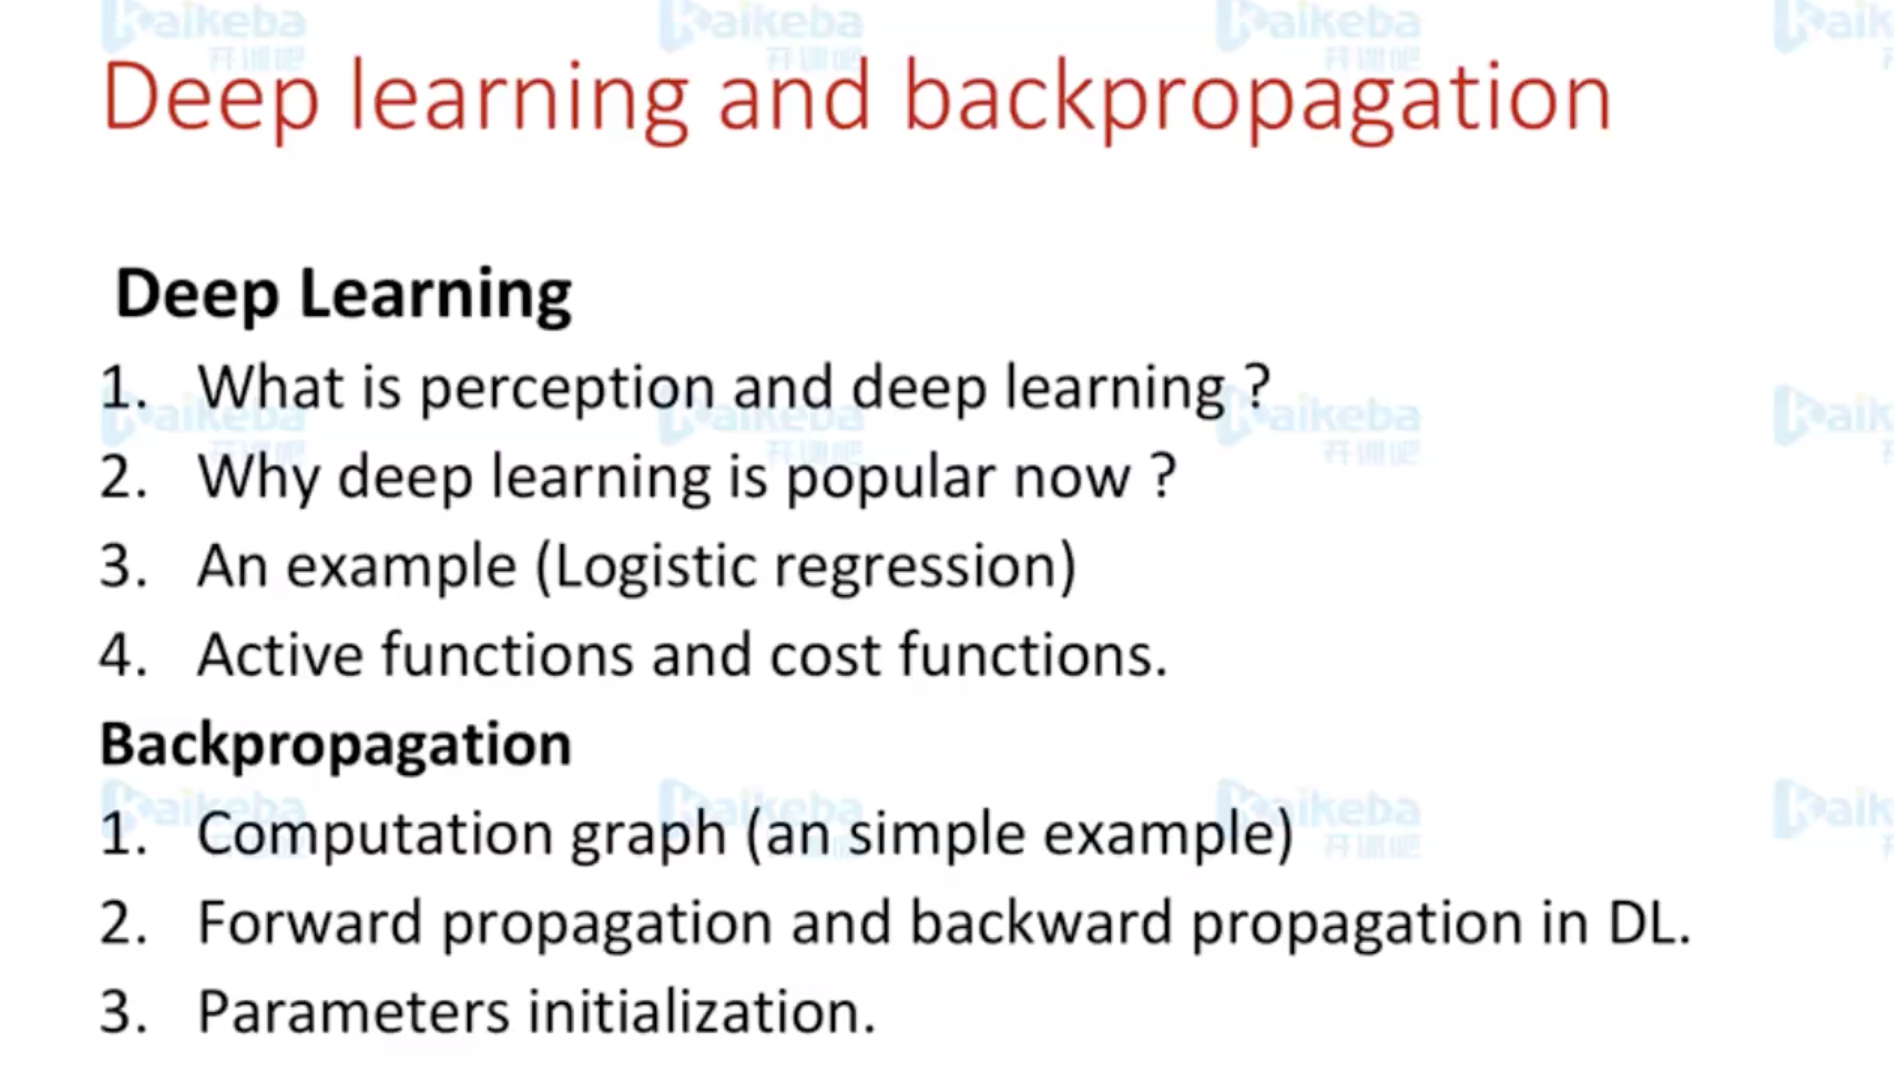 Deep learning and backpropagation
Deep Learning
1. What is perception and deep learning ?
2. Why deep learning is popular now ?
3. An example (Logistic regression)
4. Active functions and cost functions.
Backpropagation
1. Computation graph (an simple example)
2. Forward propagation and backward propagation in DL.
3. Parameters initialization.
Kaikeba
开课吧